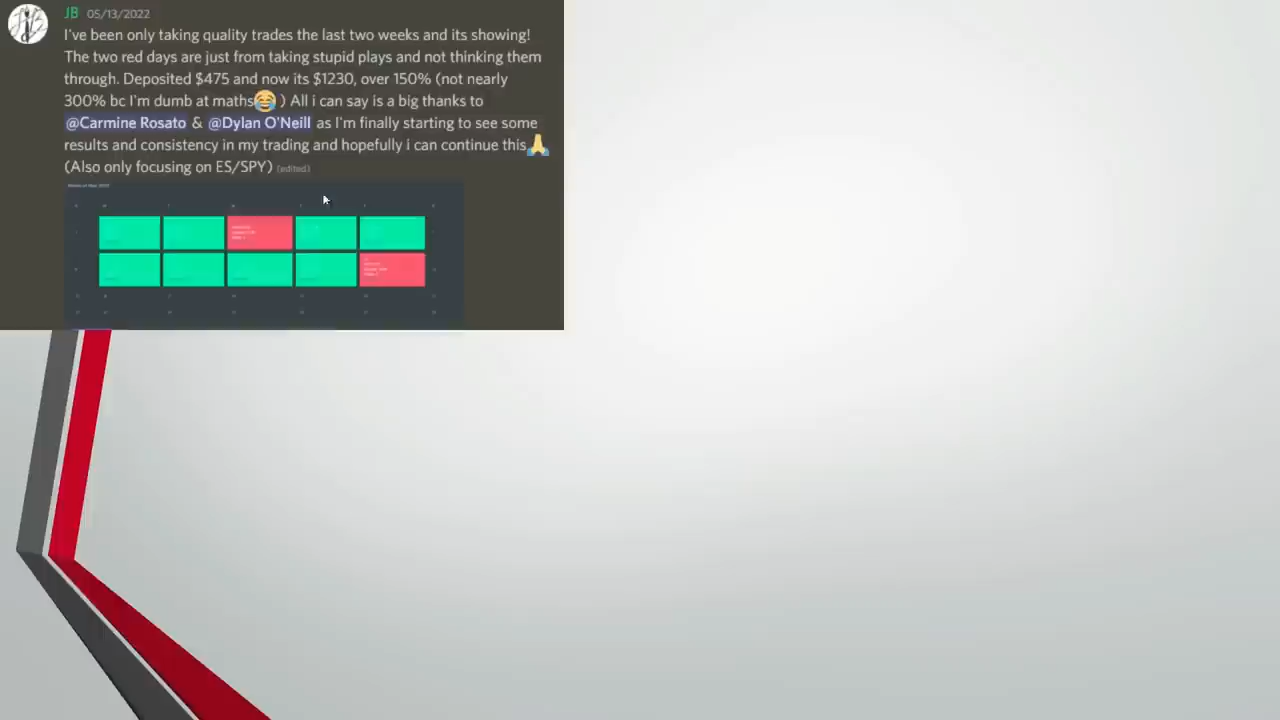 JB 05/13/2022
I've been only taking quality trades the last two weeks and its showing!
The two red days are just from taking stupid plays and not thinking them
through. Deposited $475 and now its $1230, over 150% (not nearly
300% bc I'm dumb at maths😂 ) All i can say is a big thanks to
@Carmine Rosato & @Dylan O'Neill as I'm finally starting to see some
results and consistency in my trading and hopefully i can continue this🙏
(Also only focusing on ES/SPY) (edited)